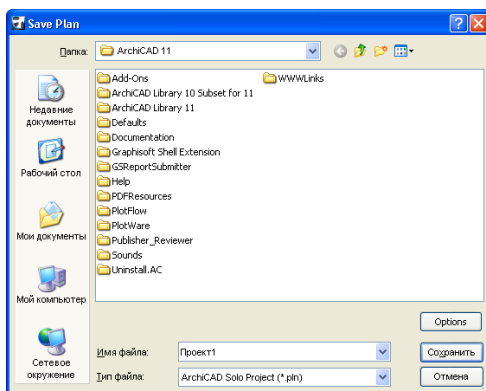 Save Plan
Папка: ArchiCAD 11
Add-Ons
ArchiCAD Library 10 Subset for 11
ArchiCAD Library 11
Defaults
Documentation
Graphisoft Shell Extension
GSReportSubmitter
Help
PDFResources
PlotFlow
PlotWare
Publisher_Reviewer
Sounds
Uninstall.AC
WWWLinks
Недавние
документы
Рабочий стол
Мои документы
Мой компьютер
Сетевое
окружение
Options
Имя файла: Проект1 Сохранить
Тип файла: ArchiCAD Solo Project (*.pln) Отмена